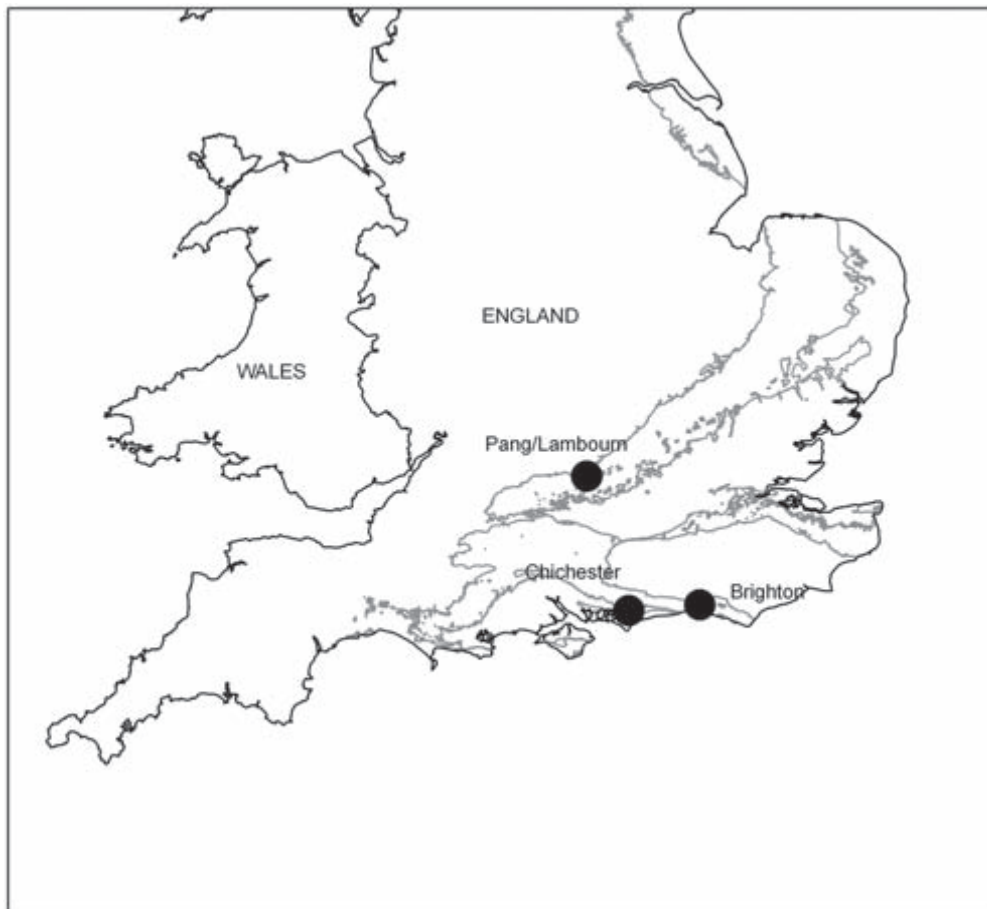 ENGLAND
WALES
Pang/Lambourn
Chichester
Brighton